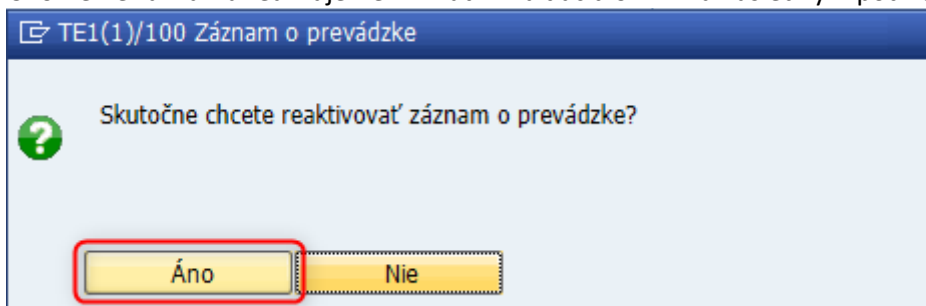 TE1(1)/100 Záznam o prevádzke
Skutočne chcete reaktivovať záznam o prevádzke?
Áno
Nie